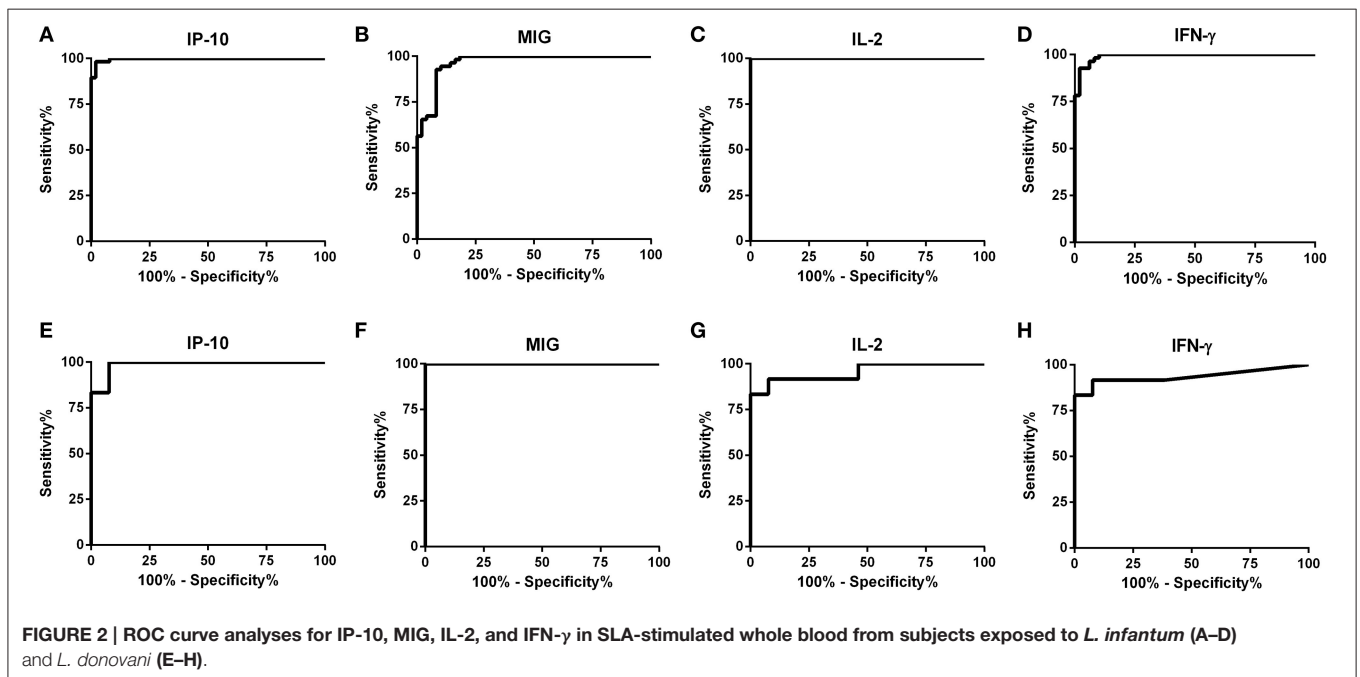 A IP-10
100
75
50
25
0
Sensitivity%
0 25 50 75 100
100% - Specificity%
B MIG
100
75
50
25
0
Sensitivity%
0 25 50 75 100
100% - Specificity%
C IL-2
100
75
50
25
0
Sensitivity%
0 25 50 75 100
100% - Specificity%
D IFN-γ
100
75
50
25
0
Sensitivity%
0 25 50 75 100
100% - Specificity%
E IP-10
100
75
50
25
0
Sensitivity%
0 25 50 75 100
100% - Specificity%
F MIG
100
75
50
25
0
Sensitivity%
0 25 50 75 100
100% - Specificity%
G IL-2
100
75
50
25
0
Sensitivity%
0 25 50 75 100
100% - Specificity%
H IFN-γ
100
75
50
25
0
Sensitivity%
0 25 50 75 100
100% - Specificity%
FIGURE 2 | ROC curve analyses for IP-10, MIG, IL-2, and IFN-γ in SLA-stimulated whole blood from subjects exposed to L. infantum (A–D)
and L. donovani (E–H).